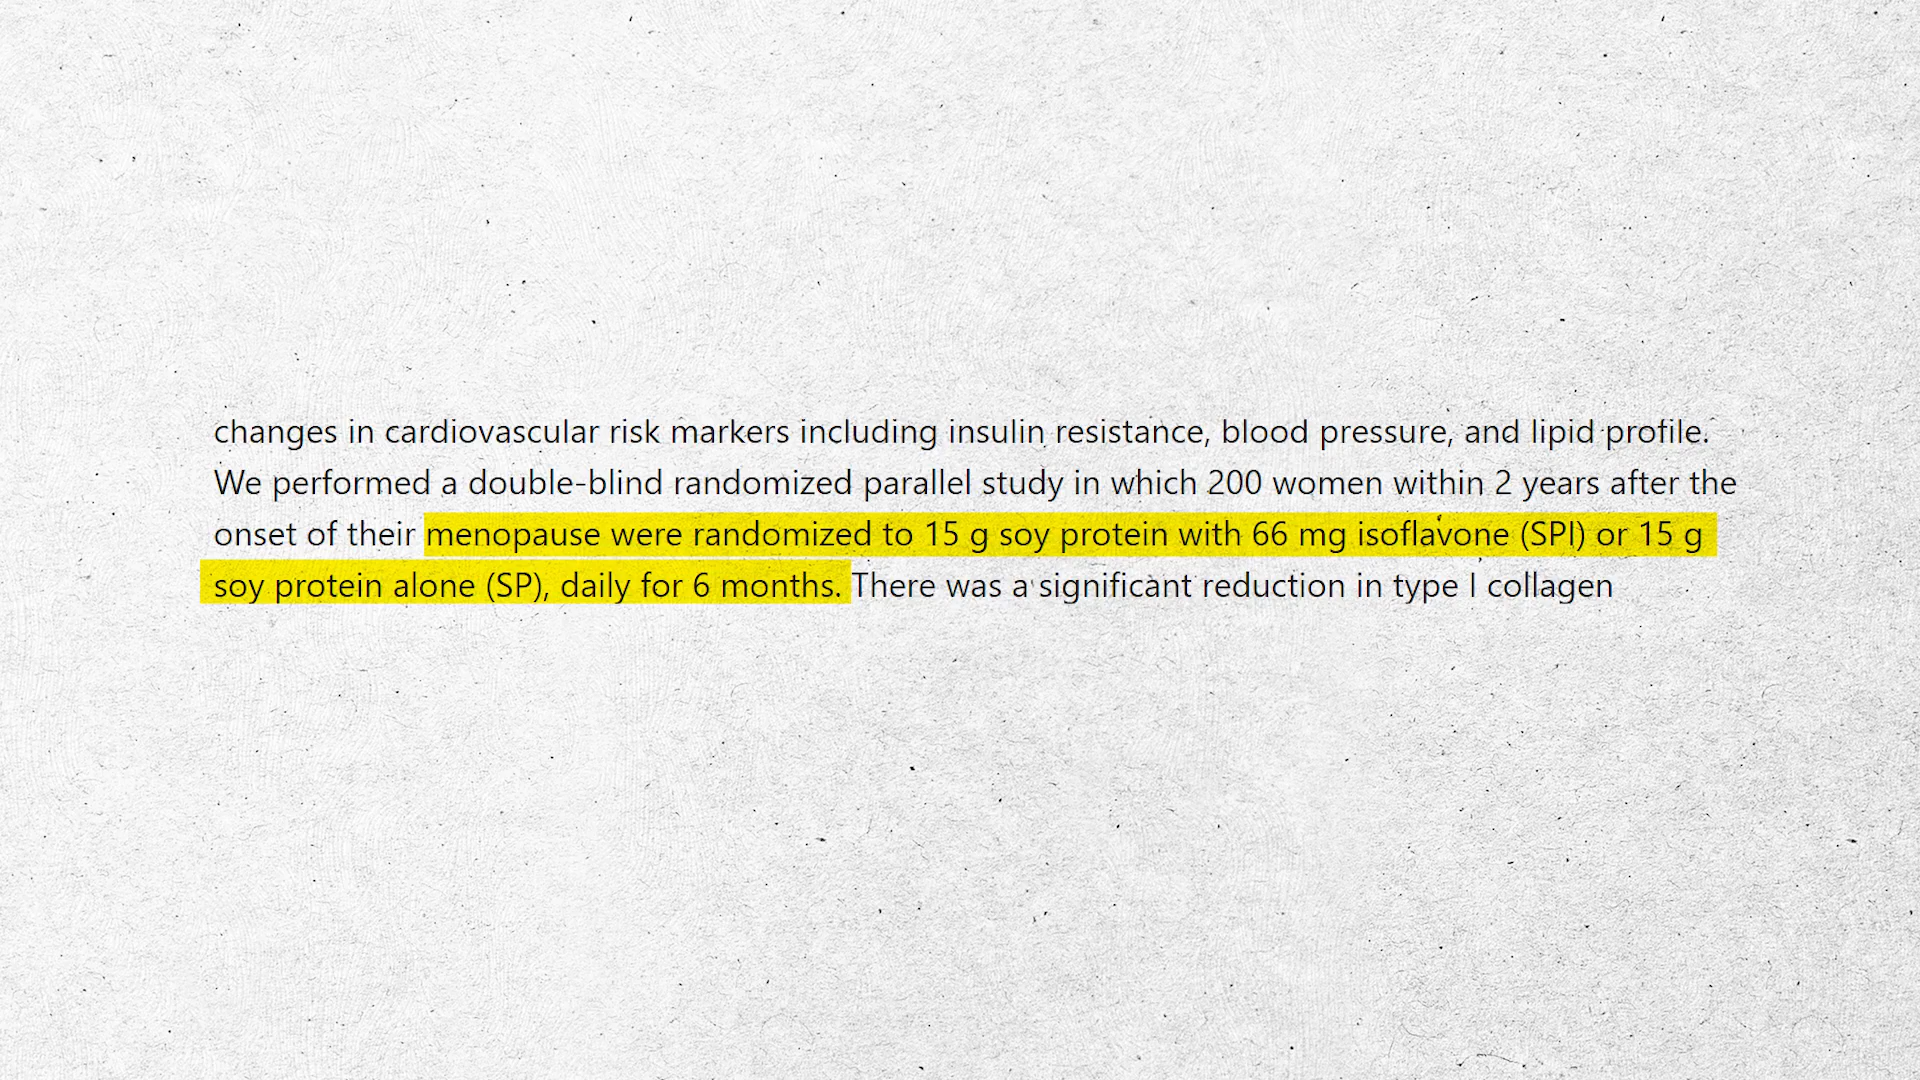 changes in cardiovascular risk markers including insulin resistance, blood pressure, and lipid profile.
We performed a double-blind randomized parallel study in which 200 women within 2 years after the
onset of their menopause were randomized to 15 g soy protein with 66 mg isoflavone (SPI) or 15 g
soy protein alone (SP), daily for 6 months. There was a significant reduction in type I collagen